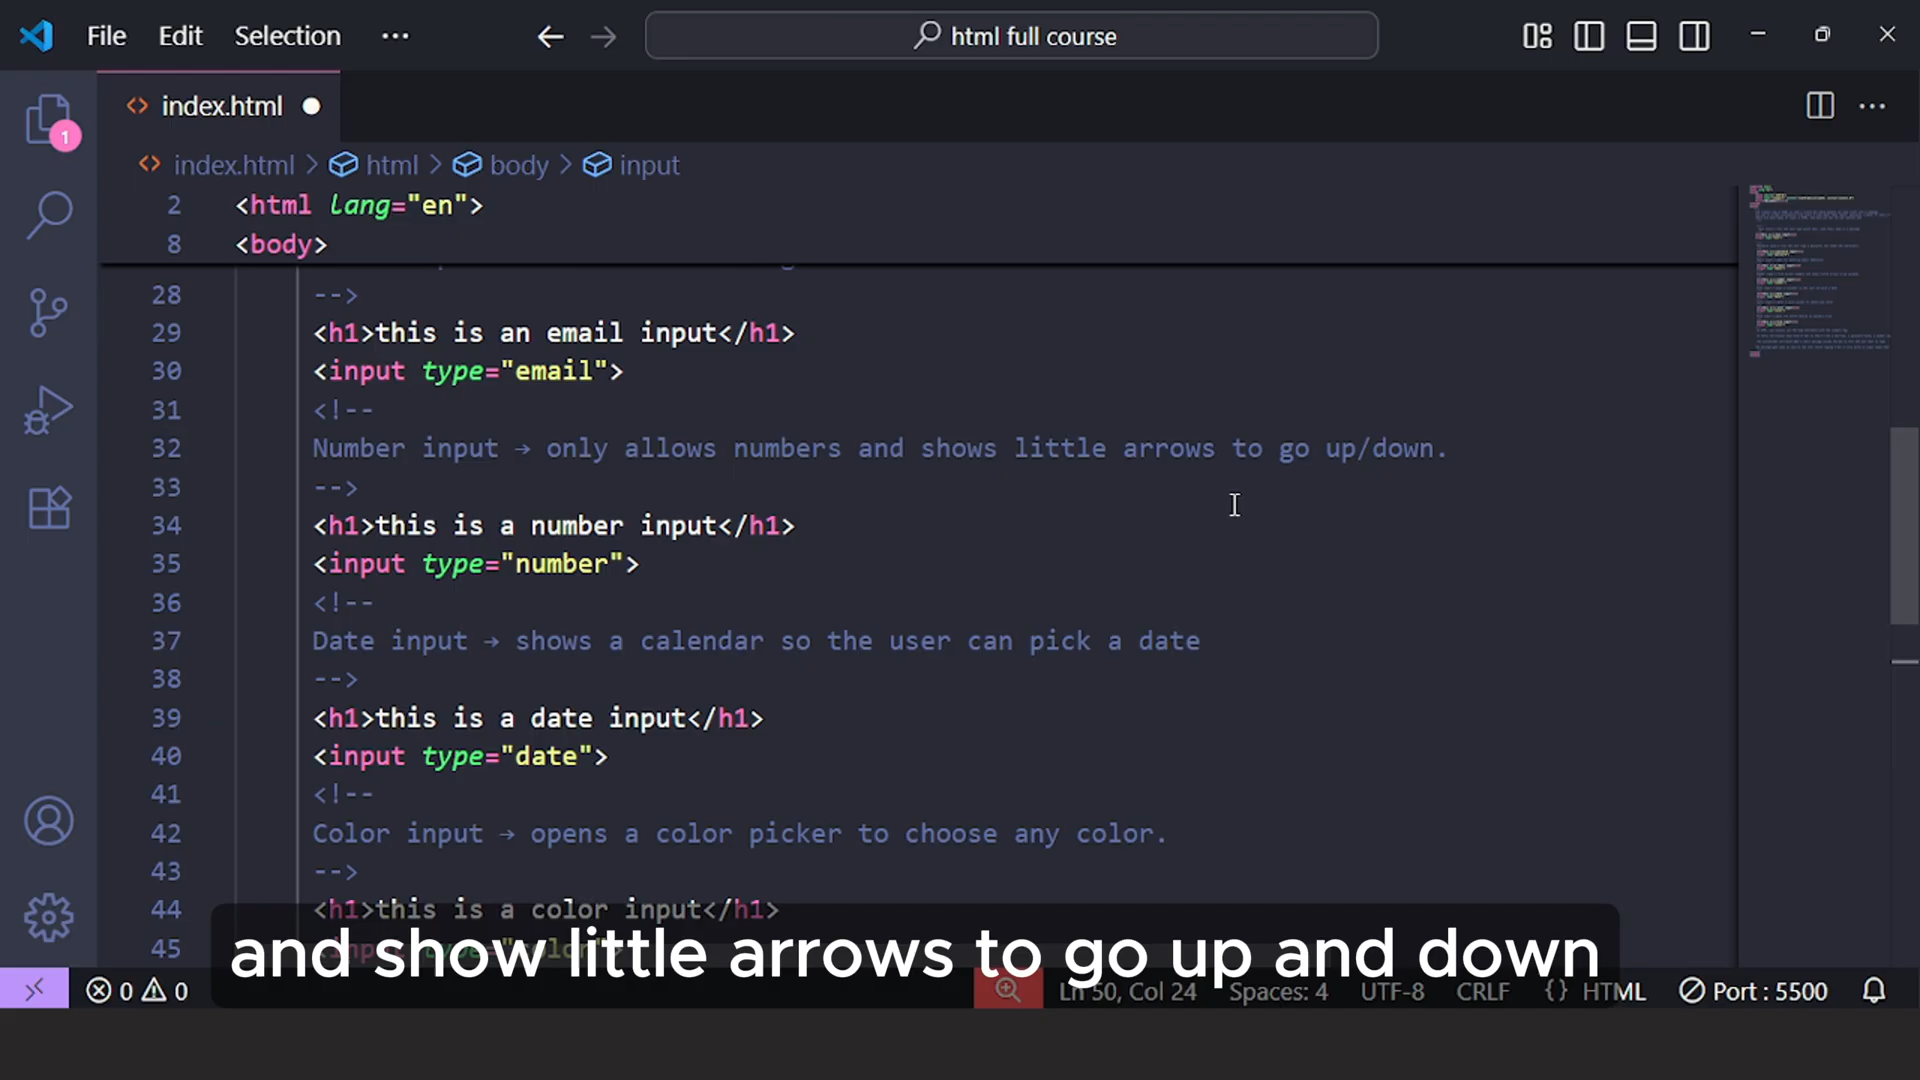 File Edit Selection ··· html full course
index.html
1
index.html > html > body > input
2 <html lang="en">
8 <body>
28 -->
29 <h1>this is an email input</h1>
30 <input type="email">
31 <!--
32 Number input → only allows numbers and shows little arrows to go up/down.
33 -->
34 <h1>this is a number input</h1>
35 <input type="number">
36 <!--
37 Date input → shows a calendar so the user can pick a date
38 -->
39 <h1>this is a date input</h1>
40 <input type="date">
41 <!--
42 Color input → opens a color picker to choose any color.
43 -->
44 <h1>this is a color input</h1>
45 <input type="color">
and show little arrows to go up and down
0 0 Ln 50, Col 24 Spaces: 4 UTF-8 CRLF {} HTML Port : 5500